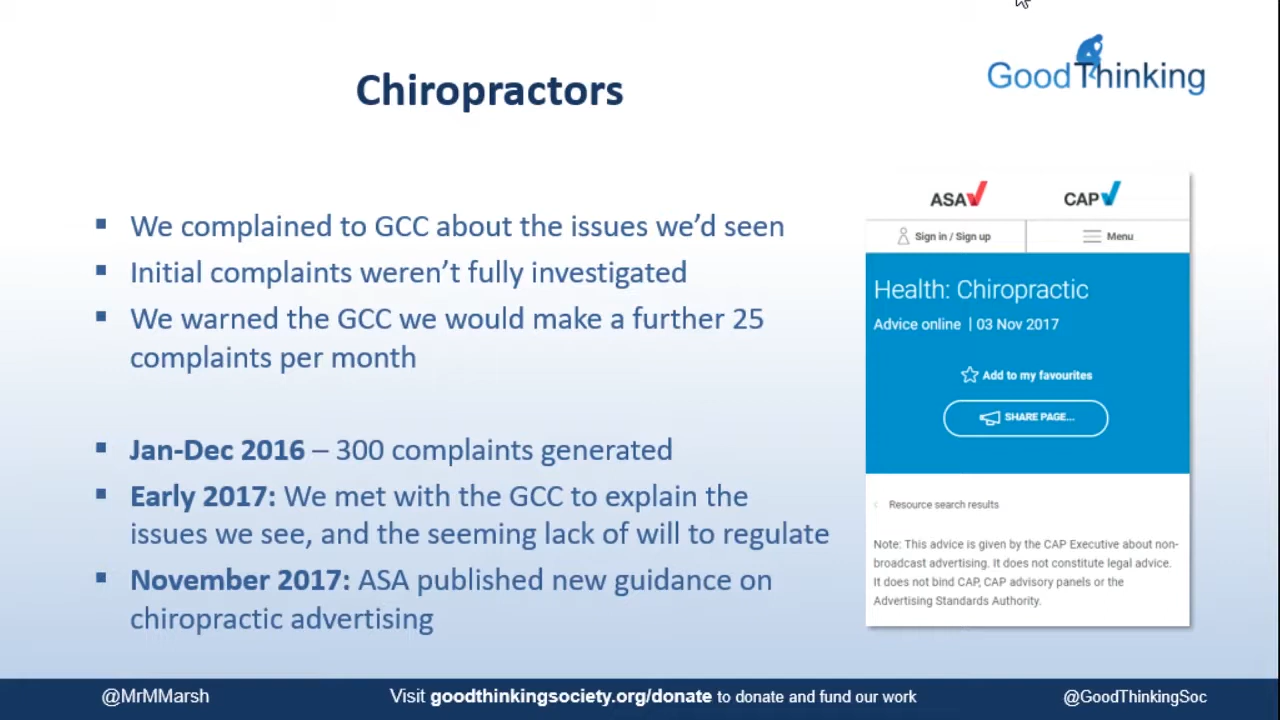 Chiropractors
GoodThinking
▪ We complained to GCC about the issues we’d seen
▪ Initial complaints weren’t fully investigated
▪ We warned the GCC we would make a further 25
complaints per month
▪ Jan-Dec 2016 – 300 complaints generated
▪ Early 2017: We met with the GCC to explain the
issues we see, and the seeming lack of will to regulate
▪ November 2017: ASA published new guidance on
chiropractic advertising
ASA CAP
Sign in / Sign up Menu
Health: Chiropractic
Advice online | 03 Nov 2017
Add to my favourites
SHARE PAGE...
Resource search results
Note: This advice is given by the CAP Executive about non-
broadcast advertising. It does not constitute legal advice.
It does not bind CAP, CAP advisory panels or the
Advertising Standards Authority.
@MrMMarsh
Visit goodthinkingsociety.org/donate to donate and fund our work
@GoodThinkingSoc